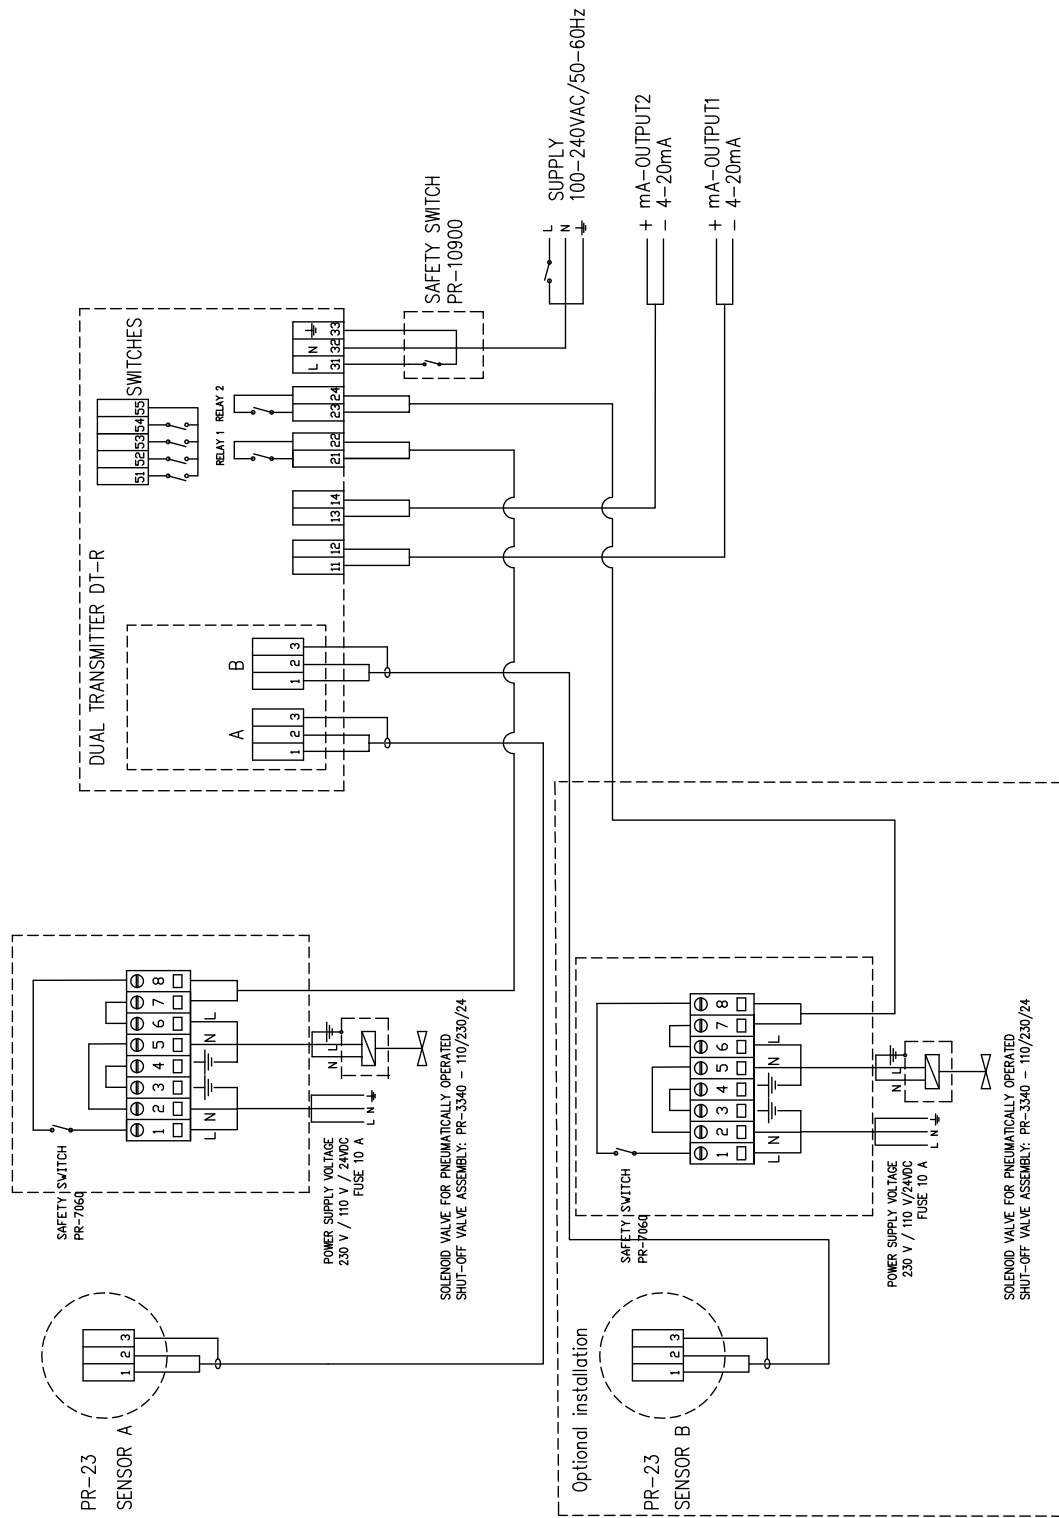 PR-23
SENSOR A
1 2 3
SAFETY SWITCH
PR-7060
1 2 3 4 5 6 7 8
L N N L
POWER SUPPLY VOLTAGE
230 V / 110 V / 24VDC
FUSE 10 A
L N
N L
SOLENOID VALVE FOR PNEUMATICALLY OPERATED
SHUT-OFF VALVE ASSEMBLY: PR-3340 - 110/230/24
DUAL TRANSMITTER DT-R
A
1 2 3
B
1 2 3
SWITCHES
51 52 53 54 55
RELAY 1
RELAY 2
11 12
13 14
21 22
23 24
L N
31 32 33
SAFETY SWITCH
PR-10900
SUPPLY
100-240VAC/50-60Hz
L
N
+ mA-OUTPUT2
- 4-20mA
+ mA-OUTPUT1
- 4-20mA
Optional installation
PR-23
SENSOR B
1 2 3
SAFETY SWITCH
PR-7060
1 2 3 4 5 6 7 8
L N N L
POWER SUPPLY VOLTAGE
230 V / 110 V/24VDC
FUSE 10 A
L N
N L
SOLENOID VALVE FOR PNEUMATICALLY OPERATED
SHUT-OFF VALVE ASSEMBLY: PR-3340 - 110/230/24